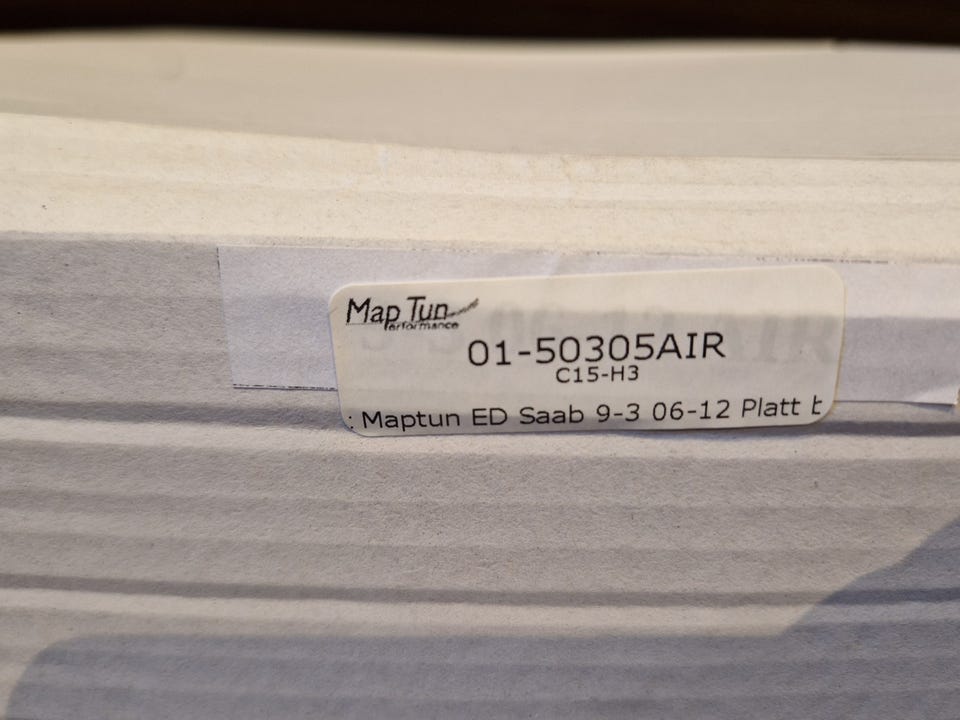 Map Tun
Performance
01-50305AIR
C15-H3
: Maptun ED Saab 9-3 06-12 Platt